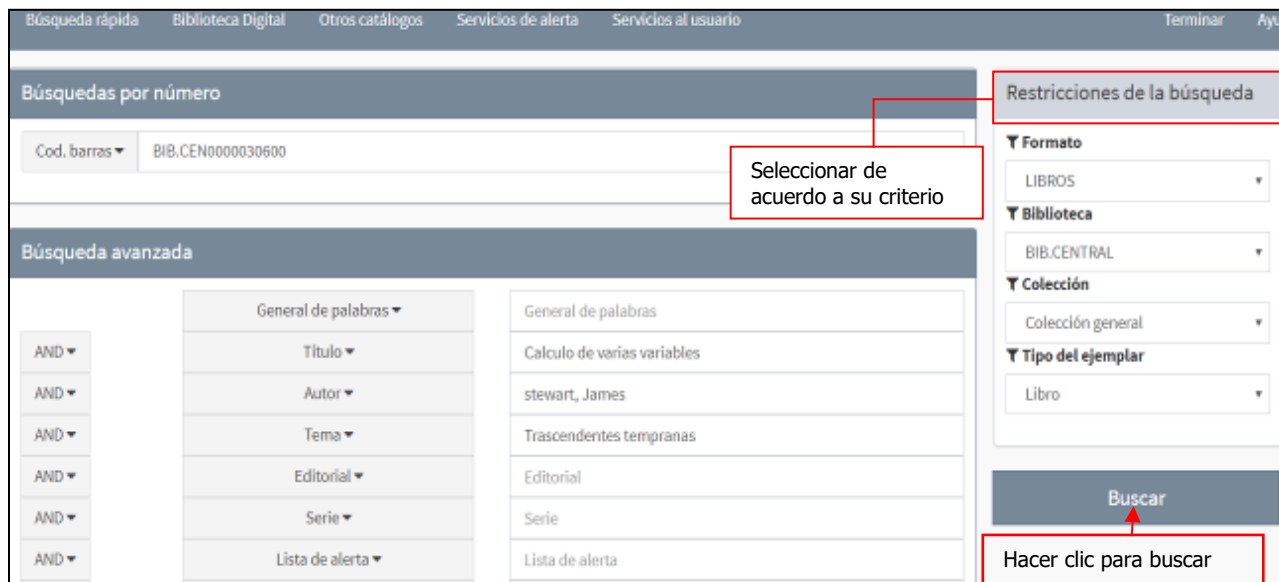 Búsqueda rápida Biblioteca Digital Otros catálogos Servicios de alerta Servicios al usuario Terminar
Búsquedas por número
Cod. barras BIB.CEN0000030600
Seleccionar de
acuerdo a su criterio
Búsqueda avanzada
General de palabras General de palabras
AND Título Calculo de varias variables
AND Autor stewart, James
AND Tema Trascendentes tempranas
AND Editorial Editorial
AND Serie Serie
AND Lista de alerta Lista de alerta
Restricciones de la búsqueda
Formato
LIBROS
Biblioteca
BIB.CENTRAL
Colección
Colección general
Tipo del ejemplar
Libro
Buscar
Hacer clic para buscar